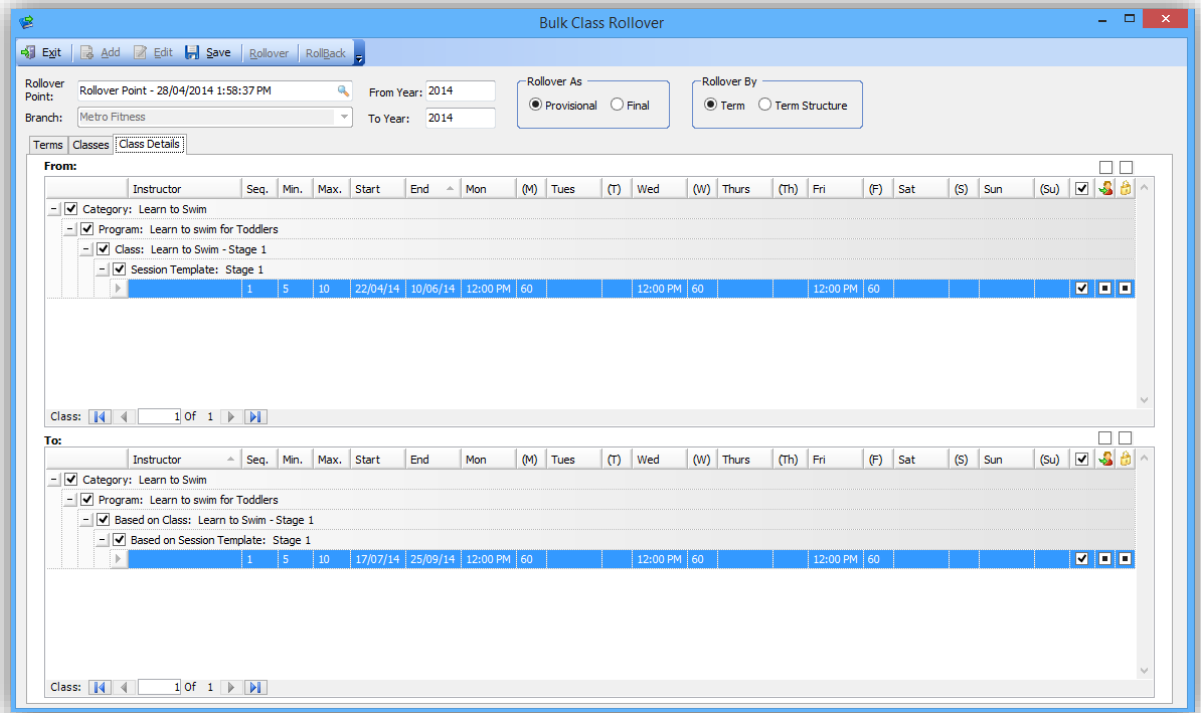 Bulk Class Rollover
Exit Add Edit Save Rollover RollBack
Rollover Point: Rollover Point - 28/04/2014 1:58:37 PM From Year: 2014 Rollover As Provisional Final Rollover By Term Term Structure
Branch: Metro Fitness To Year: 2014
Terms Classes Class Details
From:
Instructor Seq. Min. Max. Start End Mon (M) Tues (T) Wed (W) Thurs (Th) Fri (F) Sat (S) Sun (Su)
Category: Learn to Swim
Program: Learn to swim for Toddlers
Class: Learn to Swim - Stage 1
Session Template: Stage 1
1 5 10 22/04/14 10/06/14 12:00 PM 60 12:00 PM 60 12:00 PM 60
Class: 1 Of 1
To:
Instructor Seq. Min. Max. Start End Mon (M) Tues (T) Wed (W) Thurs (Th) Fri (F) Sat (S) Sun (Su)
Category: Learn to Swim
Program: Learn to swim for Toddlers
Based on Class: Learn to Swim - Stage 1
Based on Session Template: Stage 1
1 5 10 17/07/14 25/09/14 12:00 PM 60 12:00 PM 60 12:00 PM 60
Class: 1 Of 1